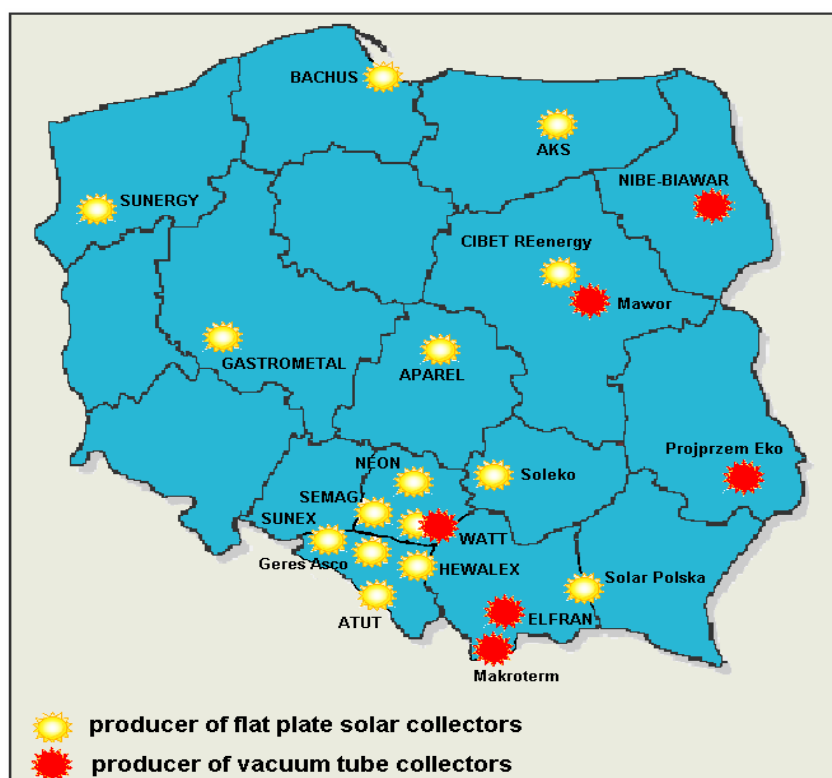 BACHUS
AKS
NIBE-BIAWAR
SUNERGY
CIBET REenergy
Mawor
GASTROMETAL
APAREL
Projprzem Eko
NEON
Soleko
SEMAG
SUNEX
WATT
Geres Asco
HEWALEX
Solar Polska
ATUT
ELFRAN
Makroterm
producer of flat plate solar collectors
producer of vacuum tube collectors